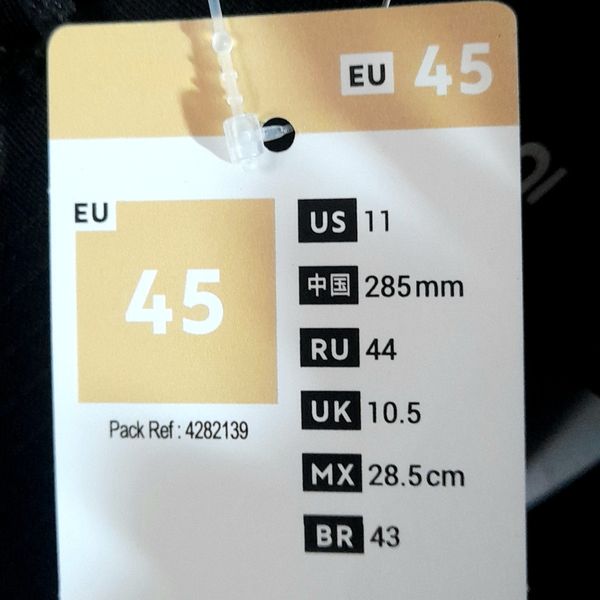 EU 45
EU
45
Pack Ref : 4282139
US 11
中国 285mm
RU 44
UK 10.5
MX 28.5cm
BR 43